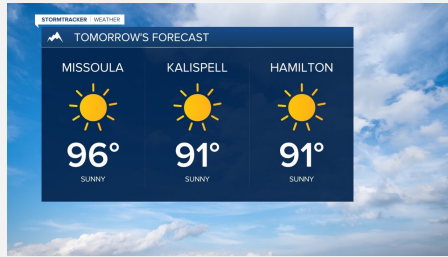 STORMTRACKER WEATHER
TOMORROW'S FORECAST
MISSOULA KALISPELL HAMILTON
96° 91° 91°
SUNNY SUNNY SUNNY